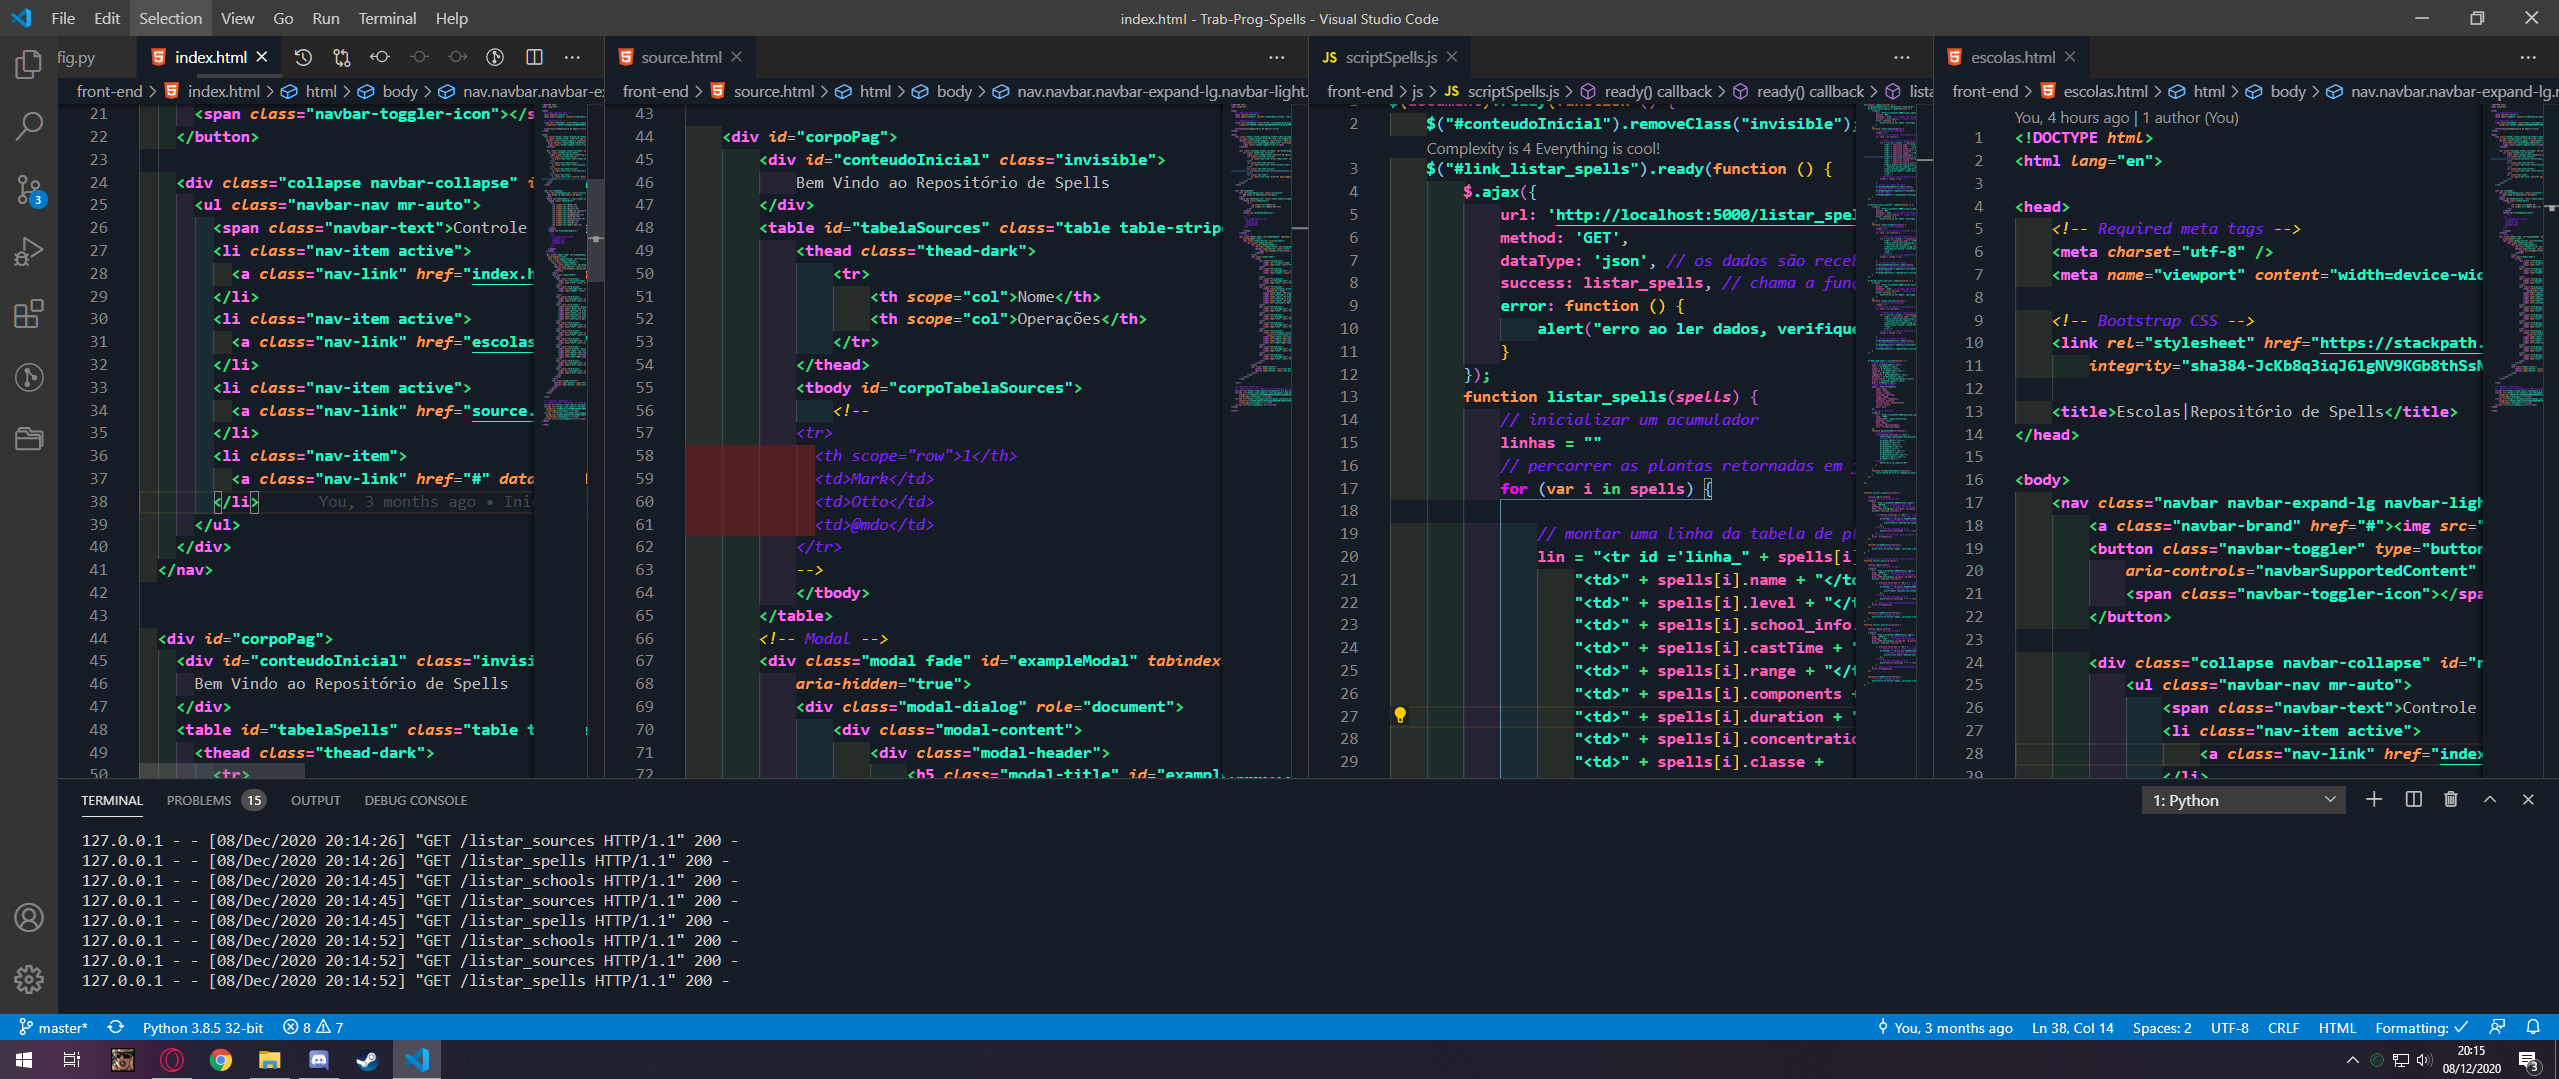 File Edit Selection View Go Run Terminal Help
index.html - Trab-Prog-Spells - Visual Studio Code
fig.py
index.html
front-end > index.html > html > body > nav.navbar.navbar-e
21 <span class="navbar-toggler-icon"></s
22 </button>
23
24 <div class="collapse navbar-collapse" i
25 <ul class="navbar-nav mr-auto">
26 <span class="navbar-text">Controle
27 <li class="nav-item active">
28 <a class="nav-link" href="index.h
29 </li>
30 <li class="nav-item active">
31 <a class="nav-link" href="escolas
32 </li>
33 <li class="nav-item active">
34 <a class="nav-link" href="source.
35 </li>
36 <li class="nav-item">
37 <a class="nav-link" href="#" data
38 </li> You, 3 months ago • Ini
39 </ul>
40 </div>
41 </nav>
42
43
44 <div id="corpoPag">
45 <div id="conteudoInicial" class="invisi
46 Bem Vindo ao Repositório de Spells
47 </div>
48 <table id="tabelaSpells" class="table t
49 <thead class="thead-dark">
50 <tr>
source.html
front-end > source.html > html > body > nav.navbar.navbar-expand-lg.navbar-light.
43
44 <div id="corpoPag">
45 <div id="conteudoInicial" class="invisible">
46 Bem Vindo ao Repositório de Spells
47 </div>
48 <table id="tabelaSources" class="table table-stripe
49 <thead class="thead-dark">
50 <tr>
51 <th scope="col">Nome</th>
52 <th scope="col">Operações</th>
53 </tr>
54 </thead>
55 <tbody id="corpoTabelaSources">
56 <!--
57 <tr>
58 <th scope="row">1</th>
59 <td>Mark</td>
60 <td>Otto</td>
61 <td>@mdo</td>
62 </tr>
63 -->
64 </tbody>
65 </table>
66 <!-- Modal -->
67 <div class="modal fade" id="exampleModal" tabindex=
68 aria-hidden="true">
69 <div class="modal-dialog" role="document">
70 <div class="modal-content">
71 <div class="modal-header">
72 <h5 class="modal-title" id="example
JS scriptSpells.js
front-end > js > JS scriptSpells.js > ready() callback > ready() callback > lista
1 $(document).ready(function () {
2 $("#conteudoInicial").removeClass("invisible");
Complexity is 4 Everything is cool!
3 $("#link_listar_spells").ready(function () {
4 $.ajax({
5 url: 'http://localhost:5000/listar_spel
6 method: 'GET',
7 dataType: 'json', // os dados são receb
8 success: listar_spells, // chama a func
9 error: function () {
10 alert("erro ao ler dados, verifique
11 }
12 });
13 function listar_spells(spells) {
14 // inicializar um acumulador
15 linhas = ""
16 // percorrer as plantas retornadas em j
17 for (var i in spells) {
18
19 // montar uma linha da tabela de pl
20 lin = "<tr id ='linha_" + spells[i]
21 "<td>" + spells[i].name + "</td
22 "<td>" + spells[i].level + "</t
23 "<td>" + spells[i].school_info.
24 "<td>" + spells[i].castTime + "
25 "<td>" + spells[i].range + "</t
26 "<td>" + spells[i].components +
27 "<td>" + spells[i].duration + "
28 "<td>" + spells[i].concentratio
29 "<td>" + spells[i].classe +
escolas.html
front-end > escolas.html > html > body > nav.navbar.navbar-expand-lg.n
You, 4 hours ago | 1 author (You)
1 <!DOCTYPE html>
2 <html lang="en">
3
4 <head>
5 <!-- Required meta tags -->
6 <meta charset="utf-8" />
7 <meta name="viewport" content="width=device-wid
8
9 <!-- Bootstrap CSS -->
10 <link rel="stylesheet" href="https://stackpath.
11 integrity="sha384-JcKb8q3iqJ61gNV9KGb8thSsN
12
13 <title>Escolas|Repositório de Spells</title>
14 </head>
15
16 <body>
17 <nav class="navbar navbar-expand-lg navbar-ligh
18 <a class="navbar-brand" href="#"><img src="
19 <button class="navbar-toggler" type="button
20 aria-controls="navbarSupportedContent"
21 <span class="navbar-toggler-icon"></spa
22 </button>
23
24 <div class="collapse navbar-collapse" id="n
25 <ul class="navbar-nav mr-auto">
26 <span class="navbar-text">Controle
27 <li class="nav-item active">
28 <a class="nav-link" href="index
29 </li>
3
TERMINAL PROBLEMS 15 OUTPUT DEBUG CONSOLE
1: Python
127.0.0.1 - - [08/Dec/2020 20:14:26] "GET /listar_sources HTTP/1.1" 200 -
127.0.0.1 - - [08/Dec/2020 20:14:26] "GET /listar_spells HTTP/1.1" 200 -
127.0.0.1 - - [08/Dec/2020 20:14:45] "GET /listar_schools HTTP/1.1" 200 -
127.0.0.1 - - [08/Dec/2020 20:14:45] "GET /listar_sources HTTP/1.1" 200 -
127.0.0.1 - - [08/Dec/2020 20:14:45] "GET /listar_spells HTTP/1.1" 200 -
127.0.0.1 - - [08/Dec/2020 20:14:52] "GET /listar_schools HTTP/1.1" 200 -
127.0.0.1 - - [08/Dec/2020 20:14:52] "GET /listar_sources HTTP/1.1" 200 -
127.0.0.1 - - [08/Dec/2020 20:14:52] "GET /listar_spells HTTP/1.1" 200 -
master* Python 3.8.5 32-bit 8 7
You, 3 months ago Ln 38, Col 14 Spaces: 2 UTF-8 CRLF HTML Formatting:
20:15
08/12/2020
3